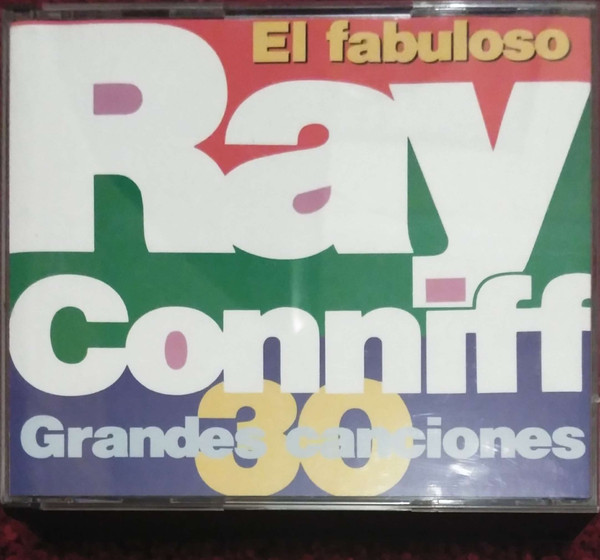 El fabuloso
Ray
Conniff
30
Grandes canciones